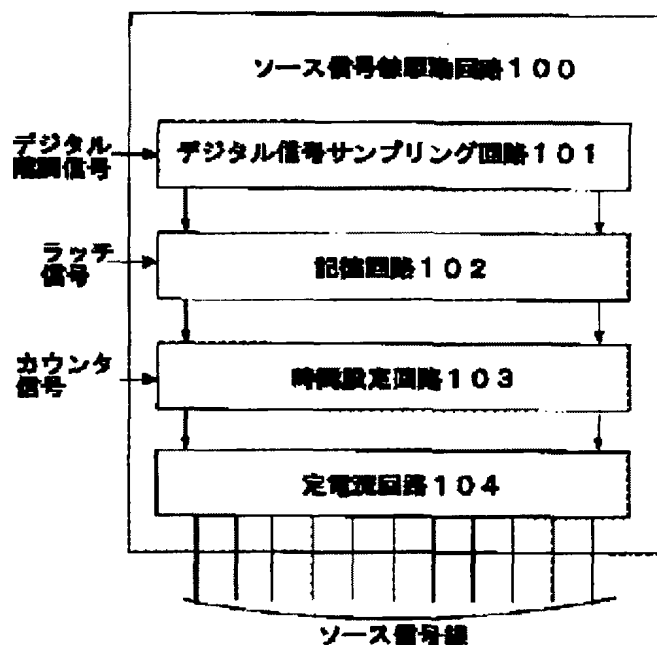 ソース信号線駆動回路100
デジタル
階調信号
デジタル信号サンプリング回路101
ラッチ
信号
記憶回路102
カウンタ
信号
時間設定回路103
定電流回路104
ソース信号線